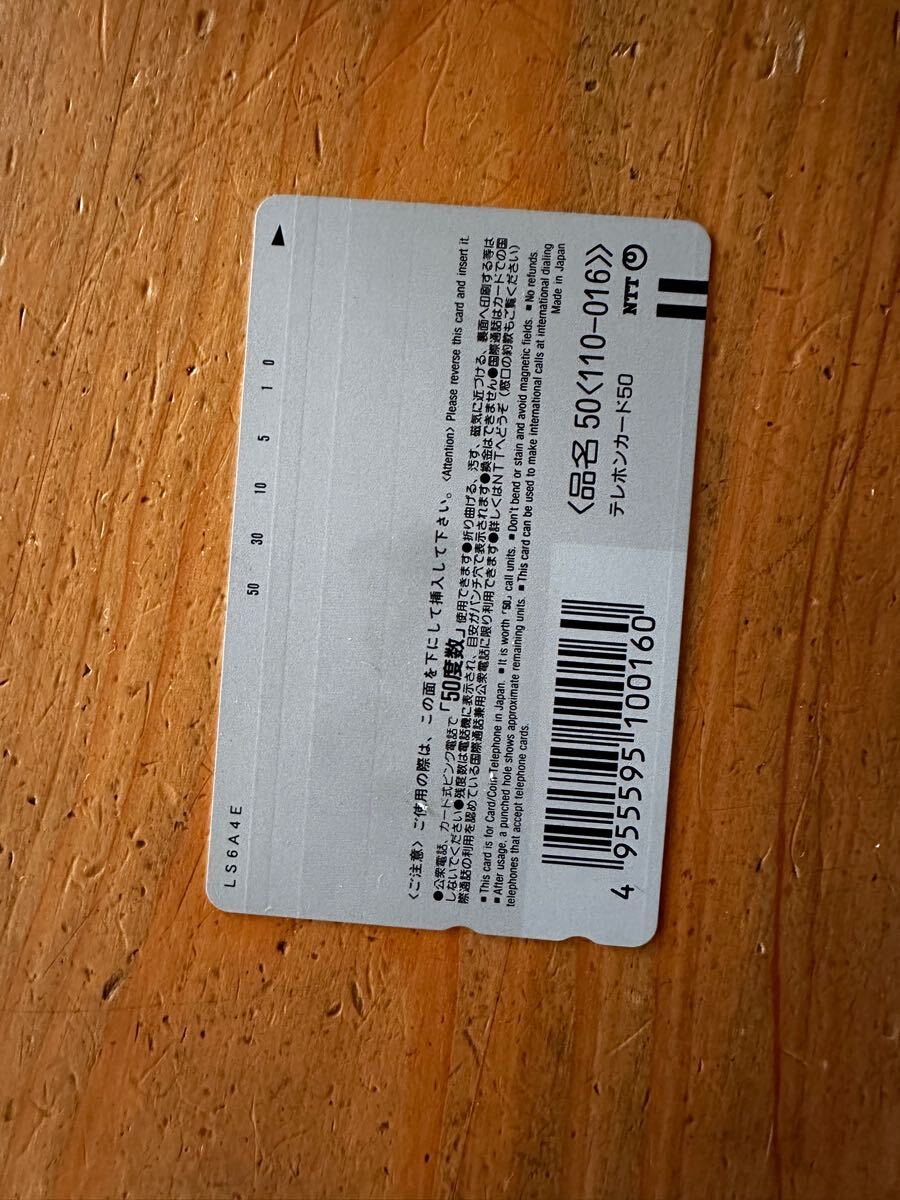 LS6A4E
50 30 10 5 1 0
〈ご注意〉ご使用の際は、この面を下にして挿入して下さい。〈Attention〉Please reverse this card and insert it.
●公衆電話、カード式ピンク電話で「50度数」使用できます●折り曲げる、汚す、磁気に近づける、裏面へ印刷する等は
しないでください●残度数は電話機に表示され、目安がパンチ穴で表示されます●換金はできません●国際通話はカードでの国
際通話の利用を認めている国際通話兼用公衆電話に限り利用できます●詳しくはNTTへどうぞ（窓口の約款もご覧ください）
■This card is for Card/Coin Telephone in Japan. ■It is worth「50」call units. ■Don't bend or stain and avoid magnetic fields. ■No refunds.
■After usage, a punched hole shows approximate remaining units. ■This card can be used to make international calls at international dialing
telephones that accept telephone cards.
Made in Japan
〈品名 50〈110-016〉〉
テレホンカード50
NTT
4 955595 100160